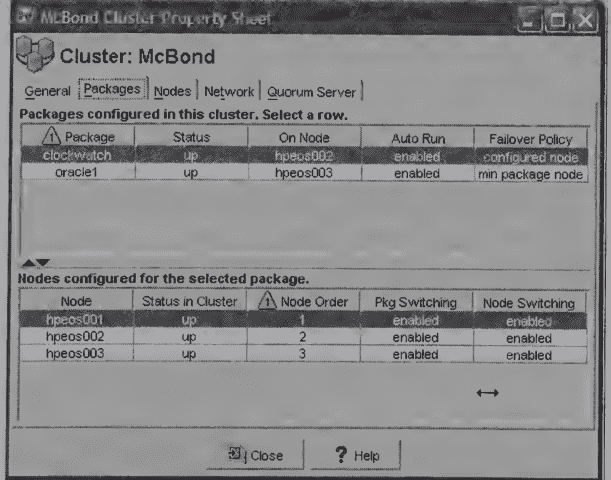 McBond Cluster Property Sheet
Cluster: McBond
General Packages Nodes Network Quorum Server
Packages configured in this cluster. Select a row.
Package Status On Node Auto Run Failover Policy
clockwatch up hpeos002 enabled configured node
oracle1 up hpeos003 enabled min package node
Nodes configured for the selected package.
Node Status in Cluster Node Order Pkg Switching Node Switching
hpeos001 up 1 enabled enabled
hpeos002 up 2 enabled enabled
hpeos003 up 3 enabled enabled
Close ? Help